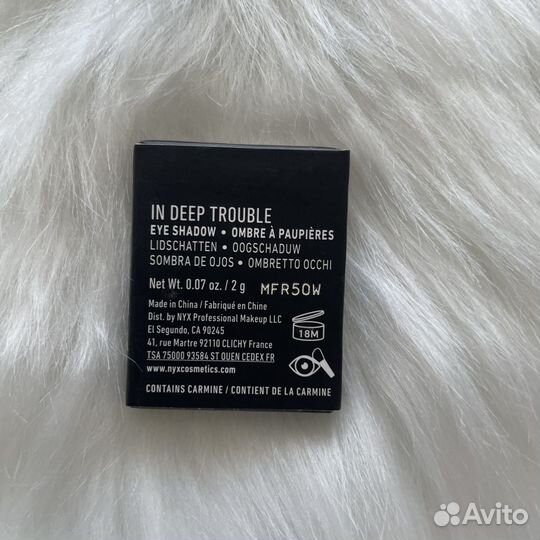 IN DEEP TROUBLE
EYE SHADOW • OMBRE À PAUPIÈRES
LIDSCHATTEN • OOGSCHADUW
SOMBRA DE OJOS • OMBRETTO OCCHI
Net Wt. 0.07 oz. / 2 g MFR50W
Made in China / Fabriqué en Chine
Dist. by NYX Professional Makeup LLC
El Segundo, CA 90245
41, rue Martre 92110 CLICHY France
TSA 75000 93584 ST OUEN CEDEX FR
www.nyxcosmetics.com
18M
CONTAINS CARMINE / CONTIENT DE LA CARMINE
Avito